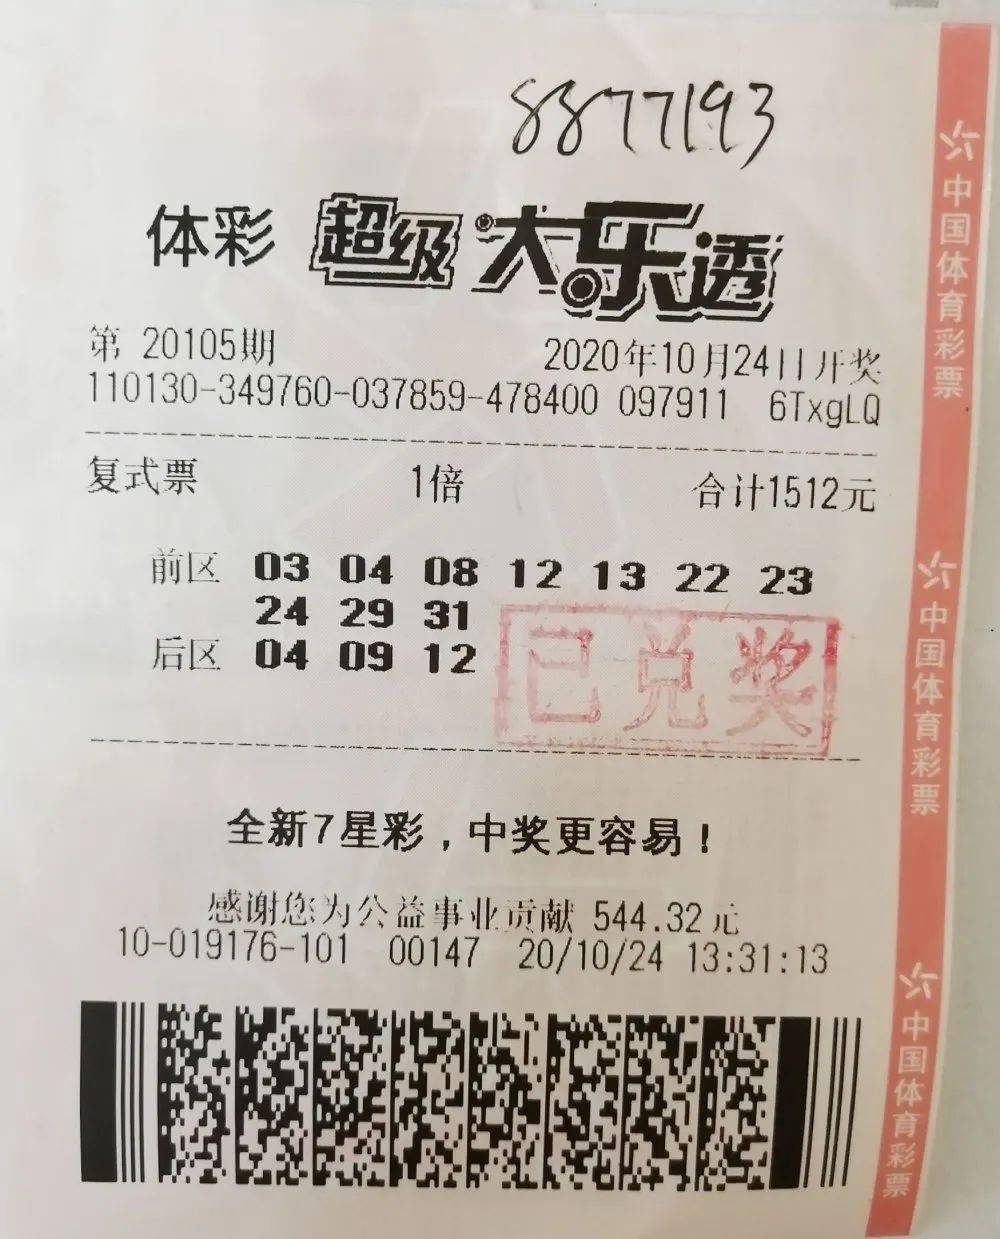 8877193
体彩 超级大乐透
第 20105期 2020年10月24日开奖
110130-349760-037859-478400 097911 6TxgLQ
复式票 1倍 合计1512元
前区 03 04 08 12 13 22 23
24 29 31
后区 04 09 12
已兑奖
全新7星彩，中奖更容易！
感谢您为公益事业贡献 544.32元
10-019176-101 00147 20/10/24 13:31:13
中国体育彩票
中国体育彩票
中国体育彩票